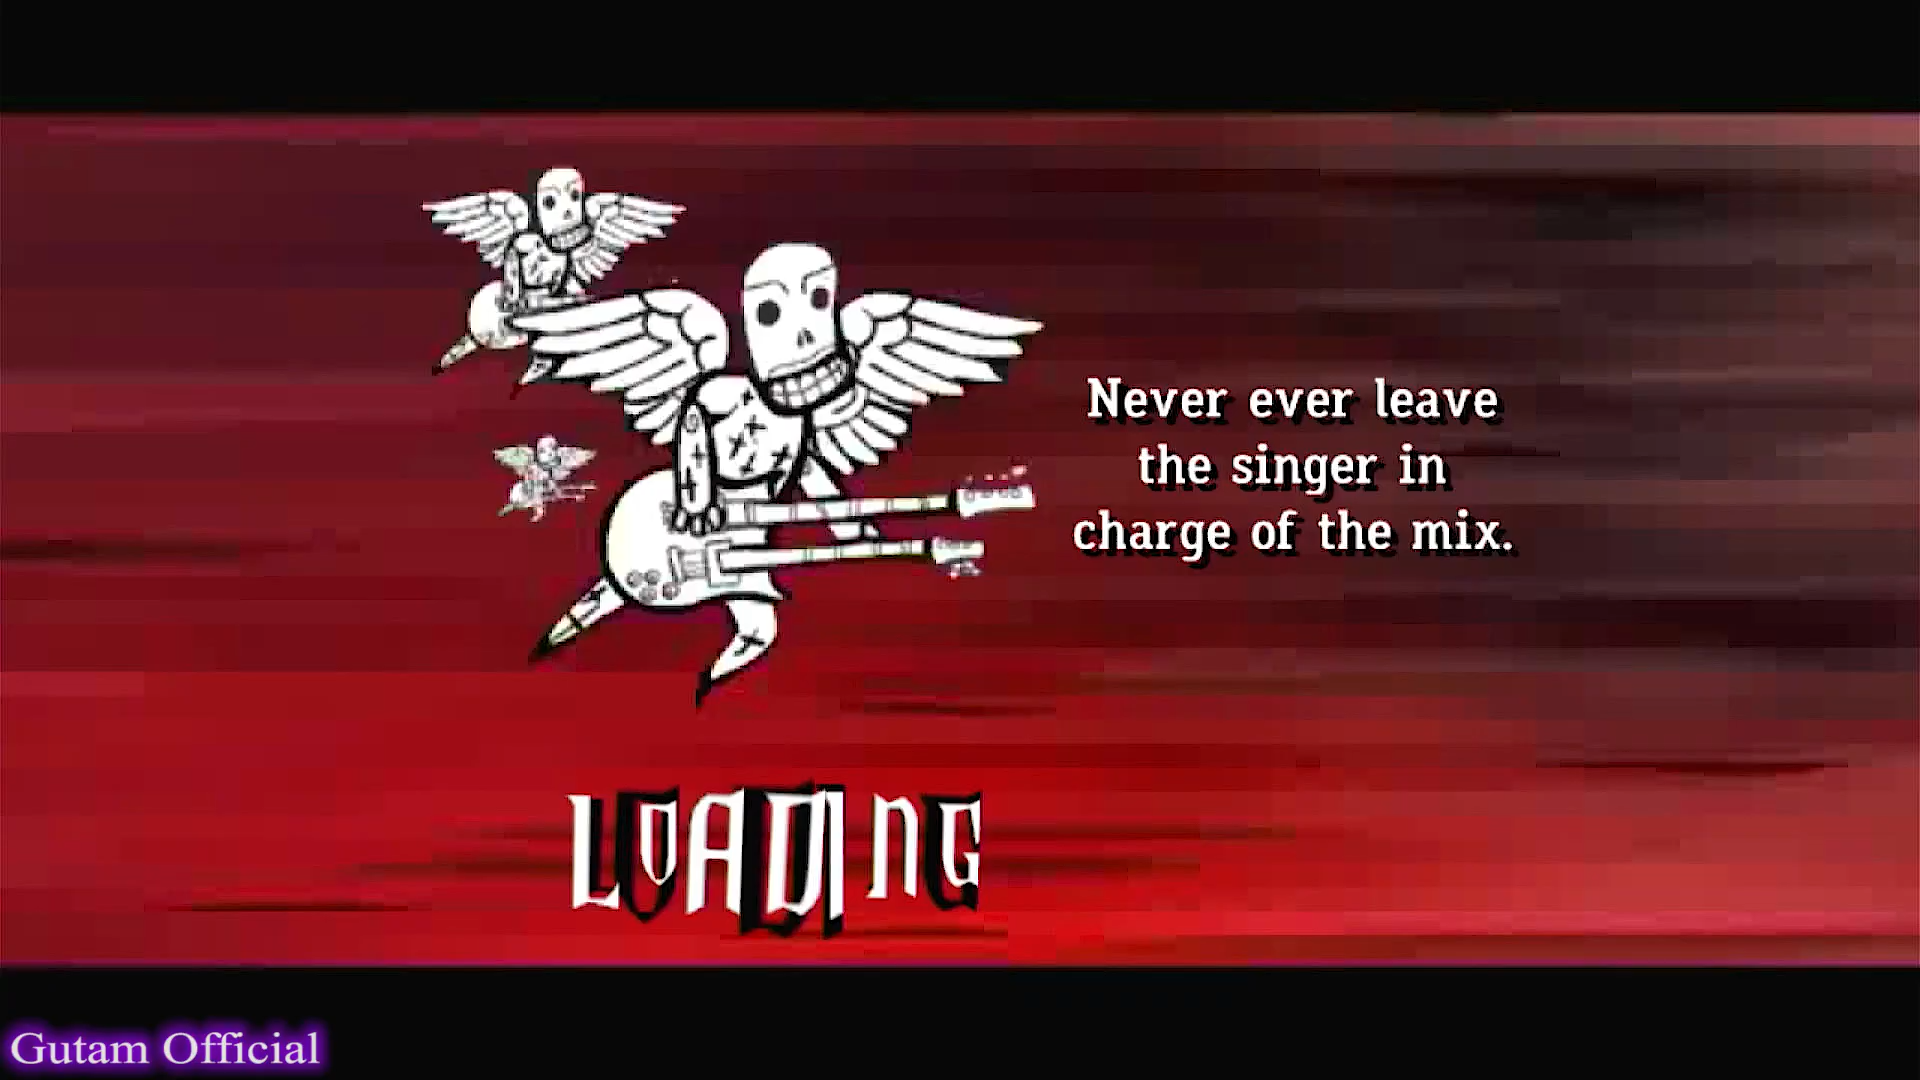 Never ever leave
the singer in
charge of the mix.
LOADING
Gutam Official